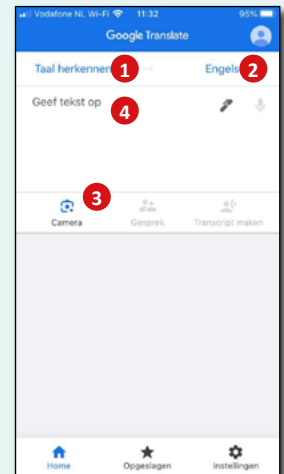 Vodafone NL Wi-Fi 11:32 95%
Google Translate
Taal herkennen 1 → Engels 2
Geef tekst op 4
3
Camera Gesprek Transcript maken
Home Opgeslagen Instellingen